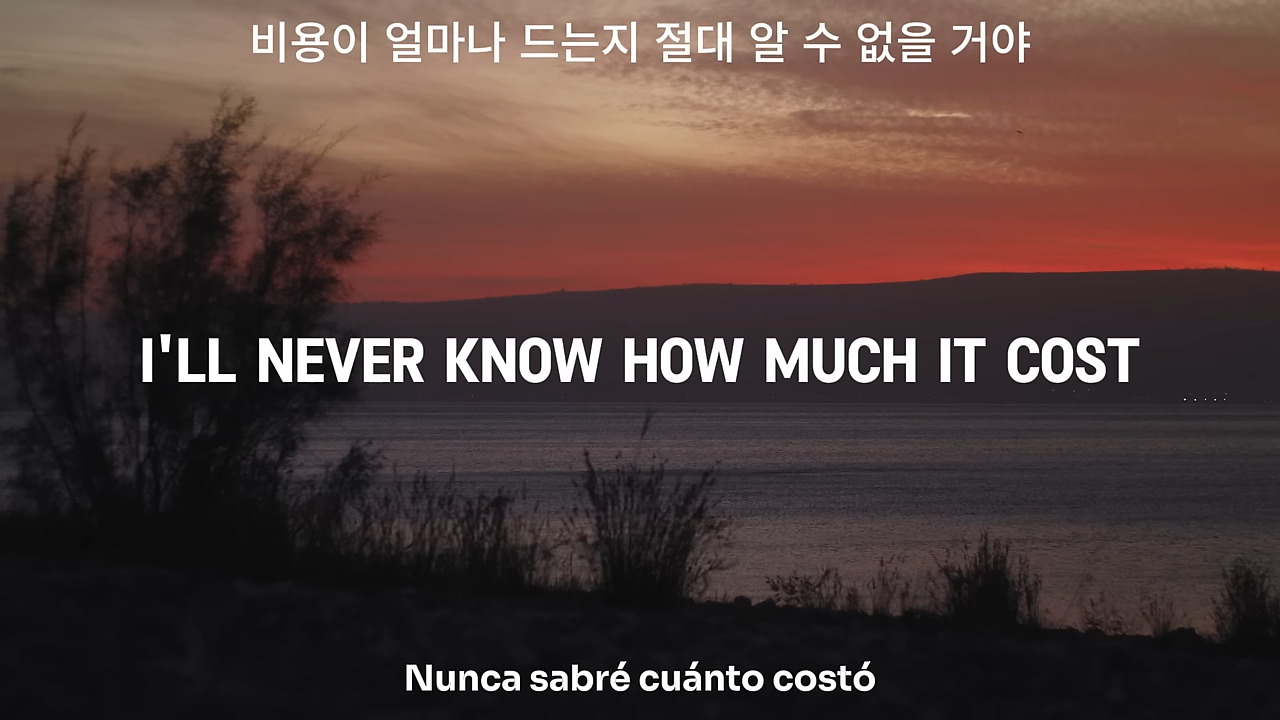 비용이 얼마나 드는지 절대 알 수 없을 거야
I'LL NEVER KNOW HOW MUCH IT COST
Nunca sabré cuánto costó